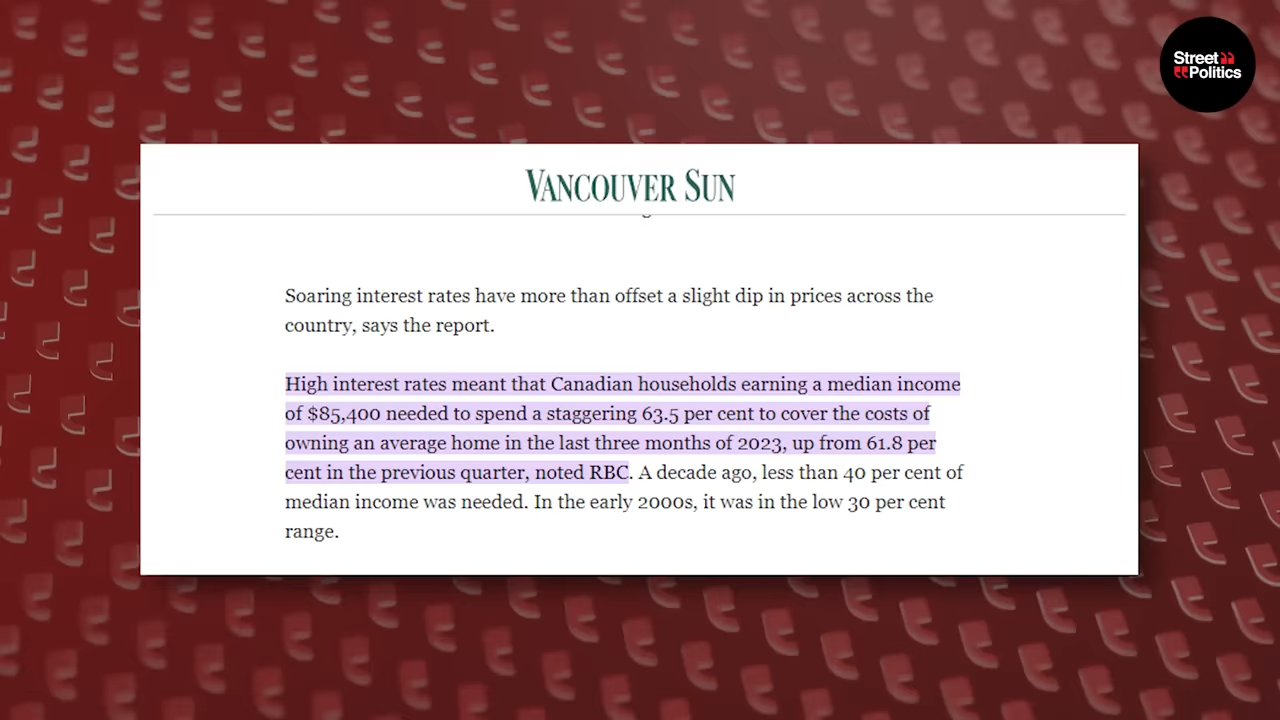 Street
Politics
VANCOUVER SUN
Soaring interest rates have more than offset a slight dip in prices across the
country, says the report.
High interest rates meant that Canadian households earning a median income
of $85,400 needed to spend a staggering 63.5 per cent to cover the costs of
owning an average home in the last three months of 2023, up from 61.8 per
cent in the previous quarter, noted RBC. A decade ago, less than 40 per cent of
median income was needed. In the early 2000s, it was in the low 30 per cent
range.